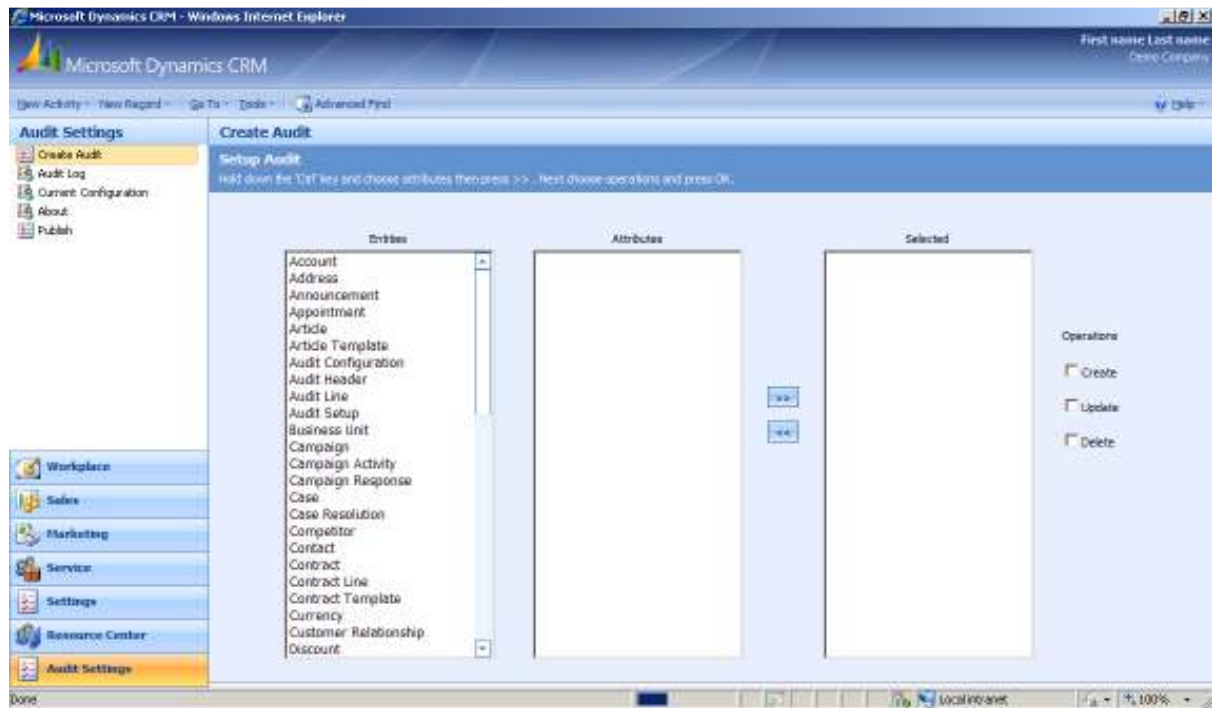 Microsoft Dynamics CRM - Windows Internet Explorer
First name Last name
Demo Company
Microsoft Dynamics CRM
New Activity New Record Go To Tools Advanced Find Help
Audit Settings
Create Audit
Audit Log
Current Configuration
About
Publish
Create Audit
Setup Audit
Hold down the 'Ctrl' key and choose attributes then press >> . Next choose operations and press OK.
Entities
Account
Address
Announcement
Appointment
Article
Article Template
Audit Configuration
Audit Header
Audit Line
Audit Setup
Business Unit
Campaign
Campaign Activity
Campaign Response
Case
Case Resolution
Competitor
Contact
Contract
Contract Line
Contract Template
Currency
Customer Relationship
Discount
Attributes
>>
<<
Selected
Operations
Create
Update
Delete
Workplace
Sales
Marketing
Service
Settings
Resource Center
Audit Settings
Done
Local intranet
100%